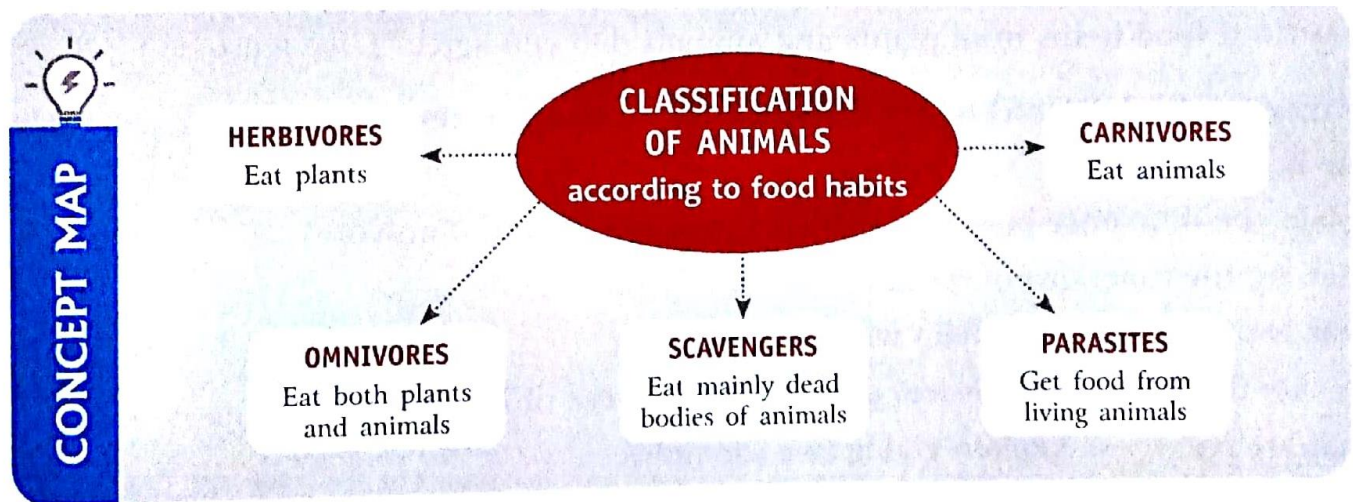 CONCEPT MAP
CLASSIFICATION
OF ANIMALS
according to food habits
HERBIVORES
Eat plants
CARNIVORES
Eat animals
OMNIVORES
Eat both plants
and animals
SCAVENGERS
Eat mainly dead
bodies of animals
PARASITES
Get food from
living animals